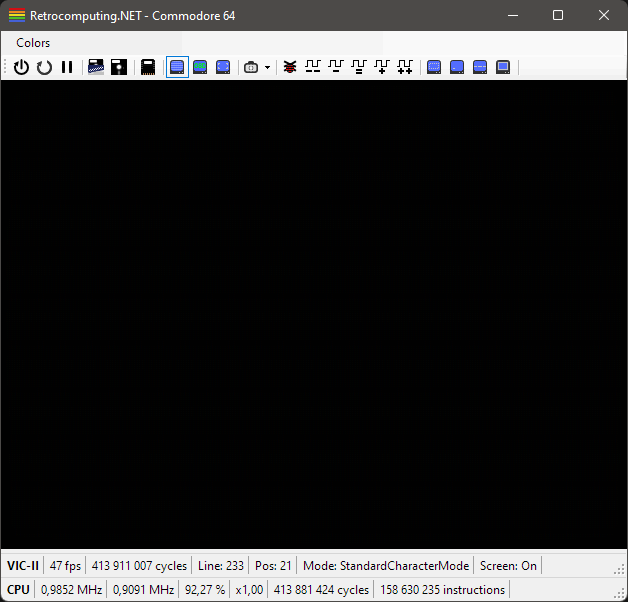 Retrocomputing.NET - Commodore 64
Colors
VIC-II 47 fps 413 911 007 cycles Line: 233 Pos: 21 Mode: StandardCharacterMode Screen: On
CPU 0,9852 MHz 0,9091 MHz 92,27 % x1,00 413 881 424 cycles 158 630 235 instructions